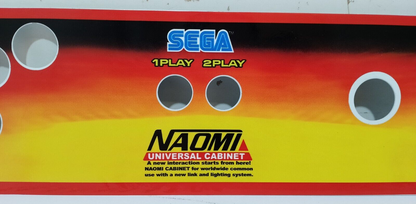 SEGA
1PLAY 2PLAY
NAOMI
UNIVERSAL CABINET
A new interaction starts from here!
NAOMI CABINET for worldwide common
use with a new link and lighting system.